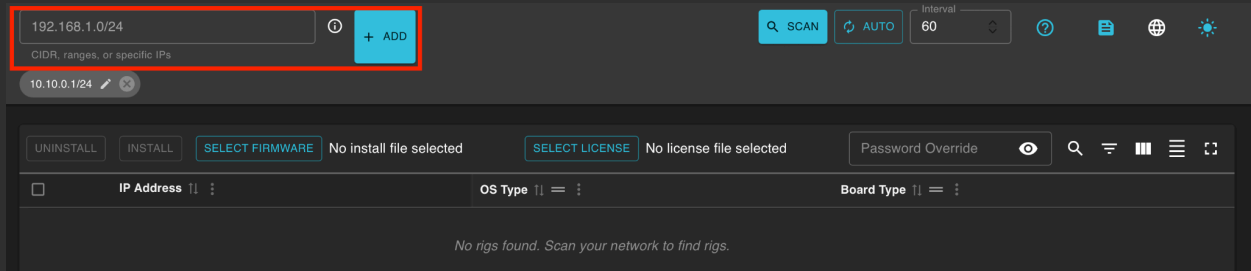 192.168.1.0/24
+ ADD
CIDR, ranges, or specific IPs
SCAN
AUTO
Interval
60
10.10.0.1/24
UNINSTALL
INSTALL
SELECT FIRMWARE
No install file selected
SELECT LICENSE
No license file selected
Password Override
IP Address
OS Type
Board Type
No rigs found. Scan your network to find rigs.